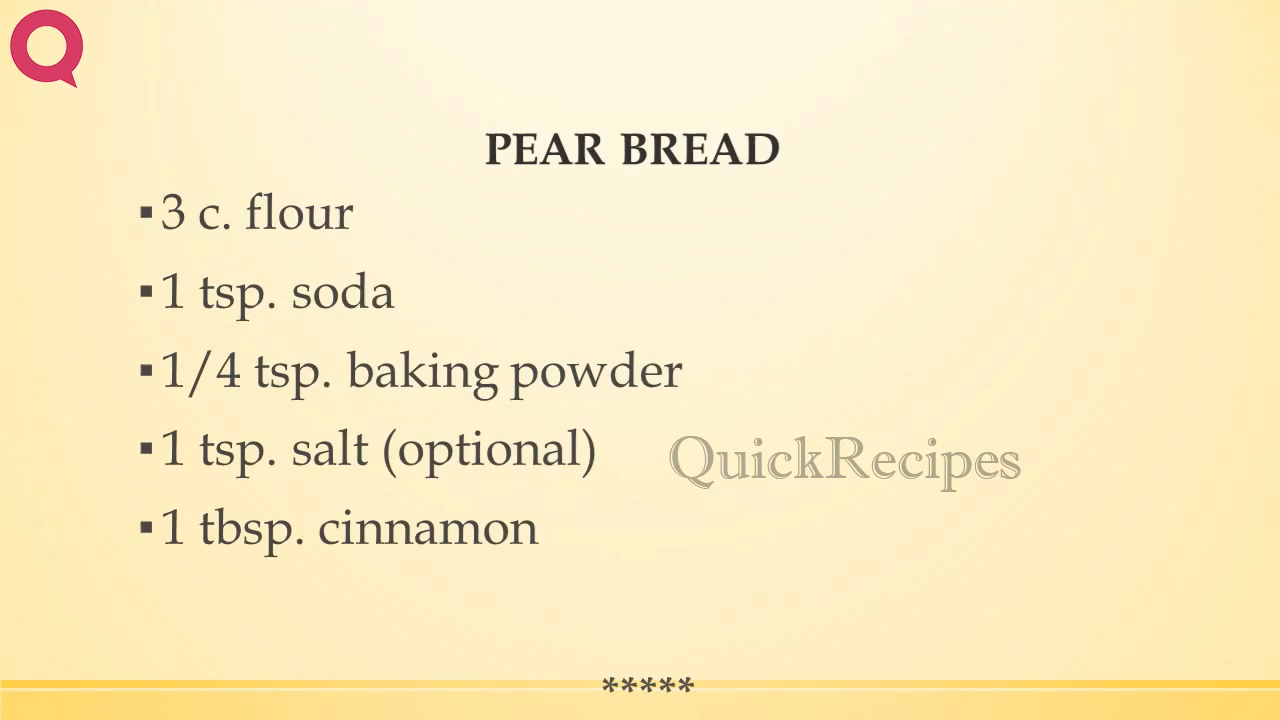 PEAR BREAD
▪3 c. flour
▪1 tsp. soda
▪1/4 tsp. baking powder
▪1 tsp. salt (optional)
QuickRecipes
▪1 tbsp. cinnamon
*****